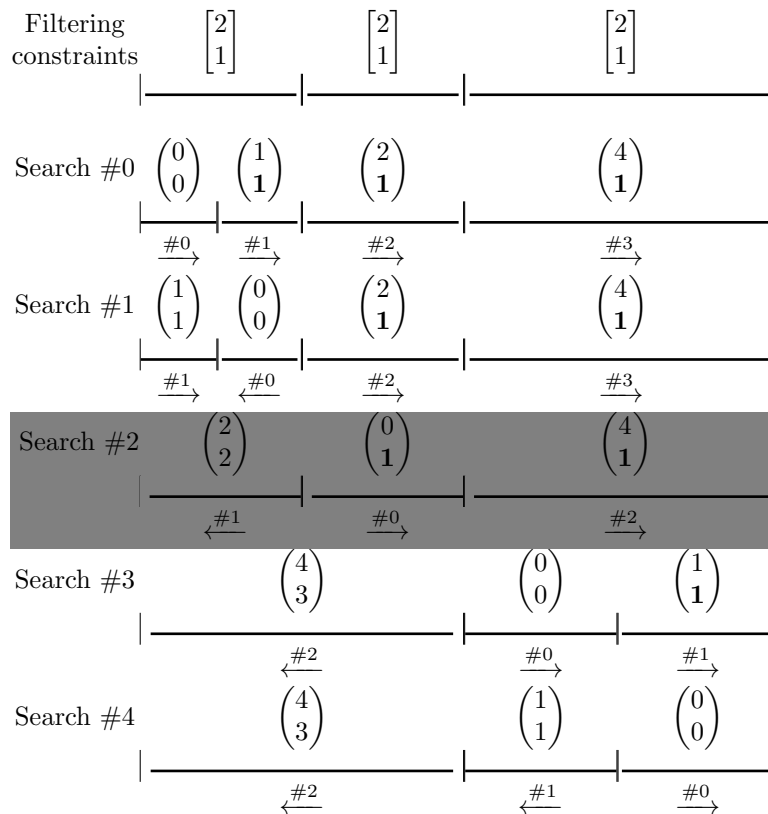 Filtering constraints [2 1] [2 1] [2 1]
Search #0 (0 0) (1 1) (2 1) (4 1)
#0 → #1 → #2 → #3 →
Search #1 (1 1) (0 0) (2 1) (4 1)
#1 → #0 ← #2 → #3 →
Search #2 (2 2) (0 1) (4 1)
#1 ← #0 → #2 →
Search #3 (4 3) (0 0) (1 1)
#2 ← #0 → #1 →
Search #4 (4 3) (1 1) (0 0)
#2 ← #1 ← #0 →